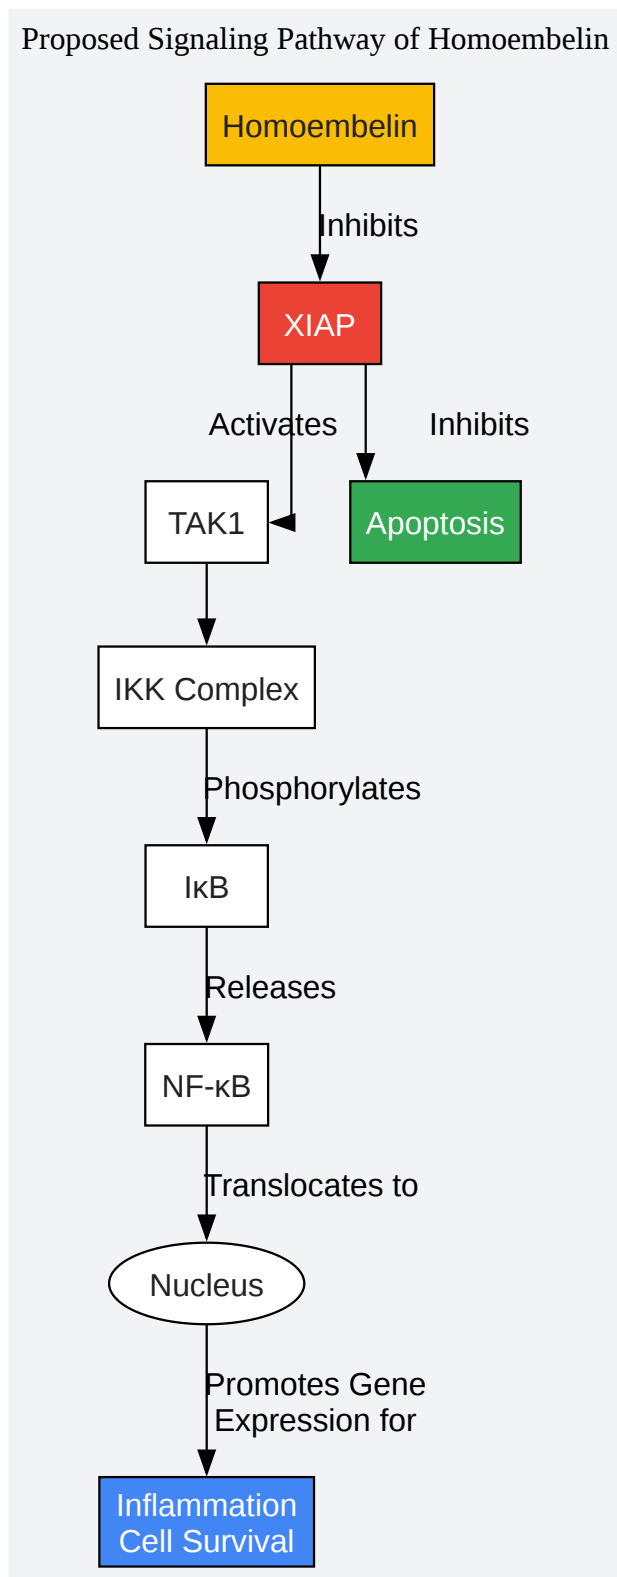 Proposed Signaling Pathway of Homoembelin
Homoembelin
Inhibits
XIAP
Activates
Inhibits
TAK1
Apoptosis
IKK Complex
Phosphorylates
IκB
Releases
NF-κB
Translocates to
Nucleus
Promotes Gene
Expression for
Inflammation
Cell Survival